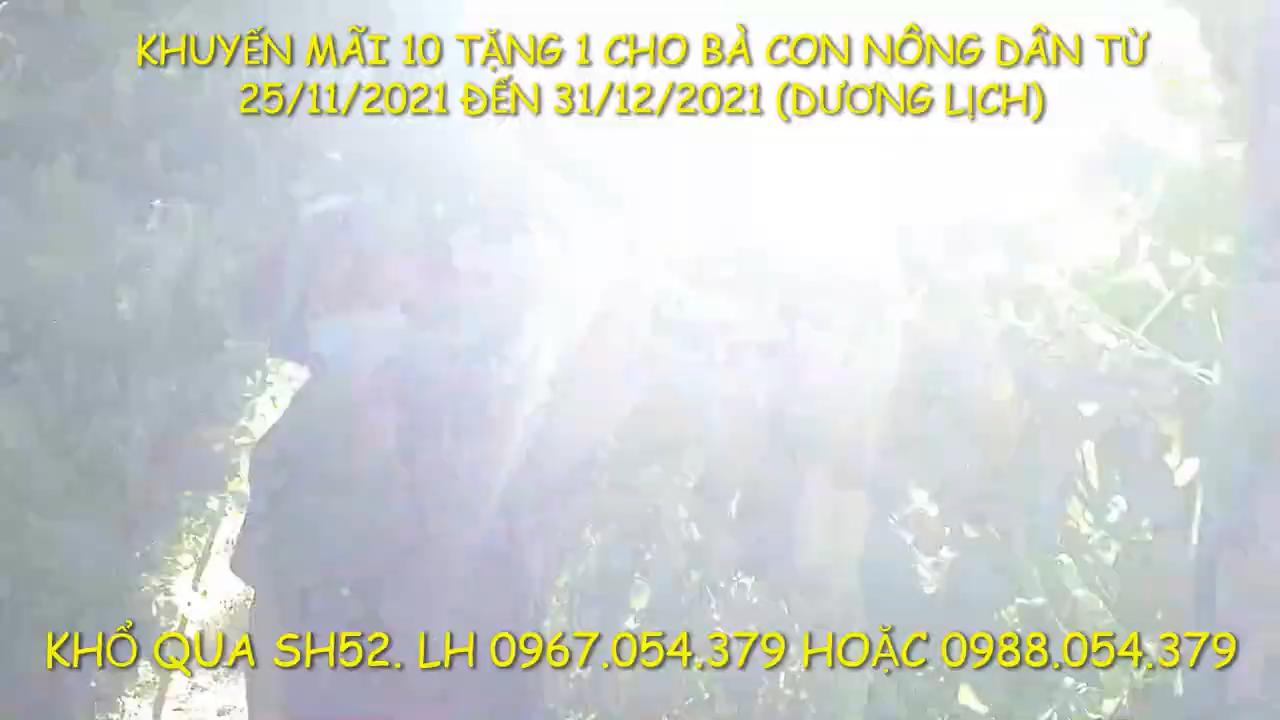 KHUYẾN MÃI 10 TẶNG 1 CHO BÀ CON NÔNG DÂN TỪ
25/11/2021 ĐẾN 31/12/2021 (DƯƠNG LỊCH)
KHỔ QUA SH52. LH 0967.054.379 HOẶC 0988.054.379